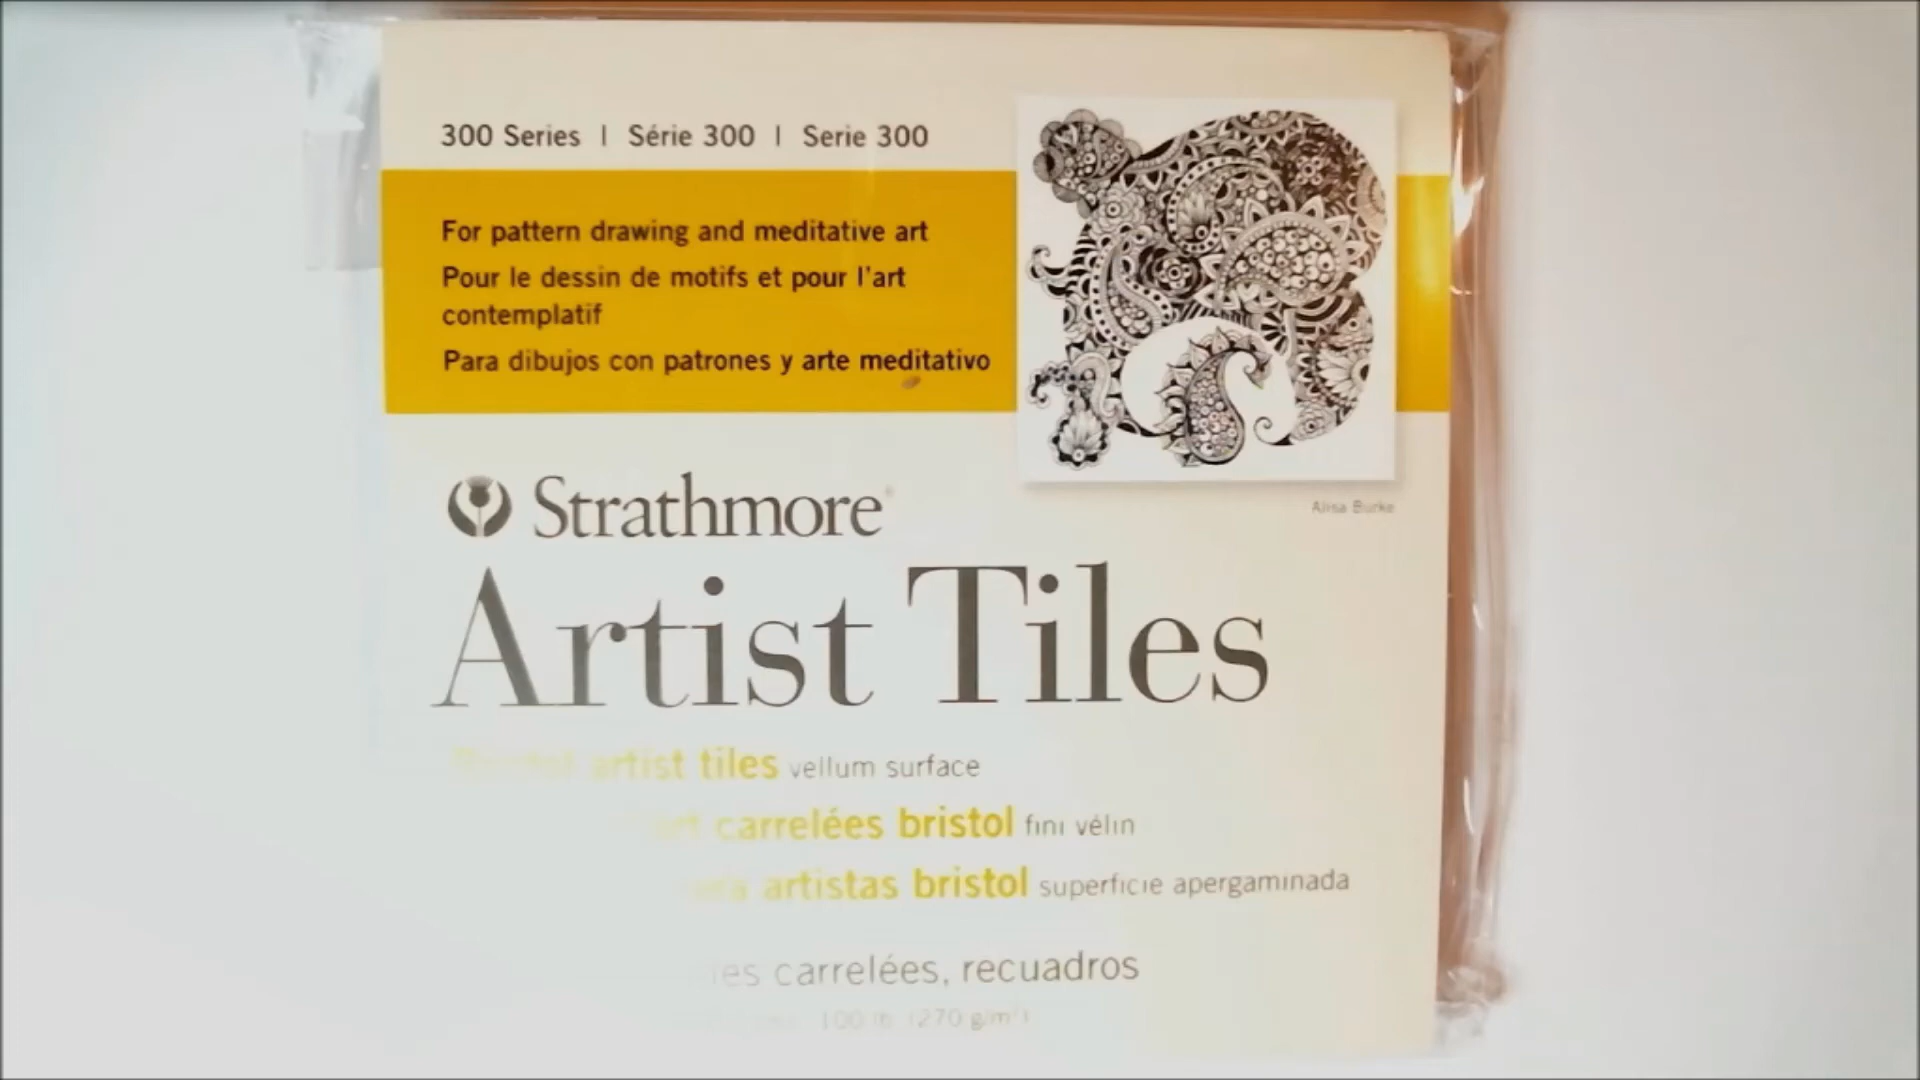 300 Series | Série 300 | Serie 300
For pattern drawing and meditative art
Pour le dessin de motifs et pour l'art
contemplatif
Para dibujos con patrones y arte meditativo
Alisa Burke
Strathmore
Artist Tiles
artist tiles vellum surface
carrelées bristol fini vélin
artistas bristol superficie apergaminada
carrelées, recuadros
100 lb. (270 g/m²)